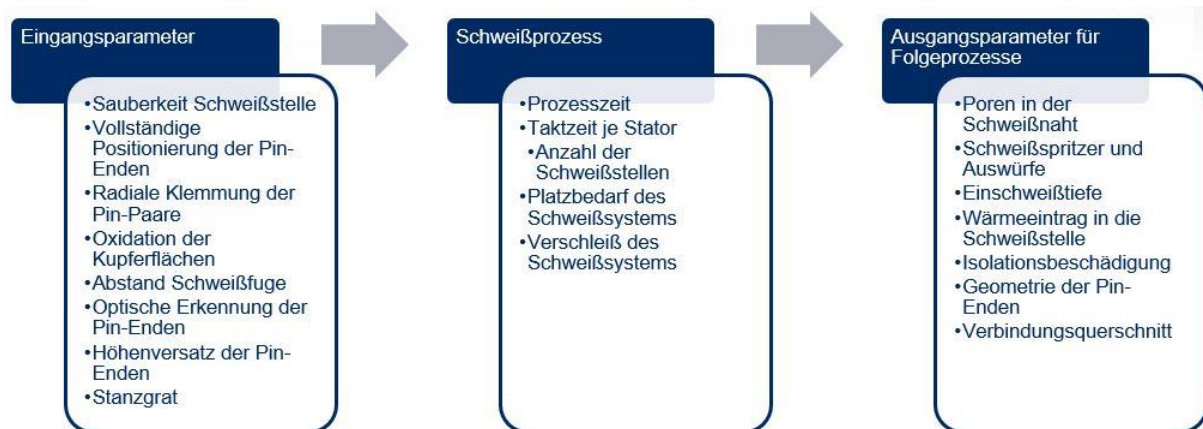 Eingangsparameter
•Sauberkeit Schweißstelle
•Vollständige
Positionierung der Pin-
Enden
•Radiale Klemmung der
Pin-Paare
•Oxidation der
Kupferflächen
•Abstand Schweißfuge
•Optische Erkennung der
Pin-Enden
•Höhenversatz der Pin-
Enden
•Stanzgrat
Schweißprozess
•Prozesszeit
•Taktzeit je Stator
•Anzahl der
Schweißstellen
•Platzbedarf des
Schweißsystems
•Verschleiß des
Schweißsystems
Ausgangsparameter für
Folgeprozesse
•Poren in der
Schweißnaht
•Schweißspritzer und
Auswürfe
•Einschweißtiefe
•Wärmeeintrag in die
Schweißstelle
•Isolationsbeschädigung
•Geometrie der Pin-
Enden
•Verbindungsquerschnitt